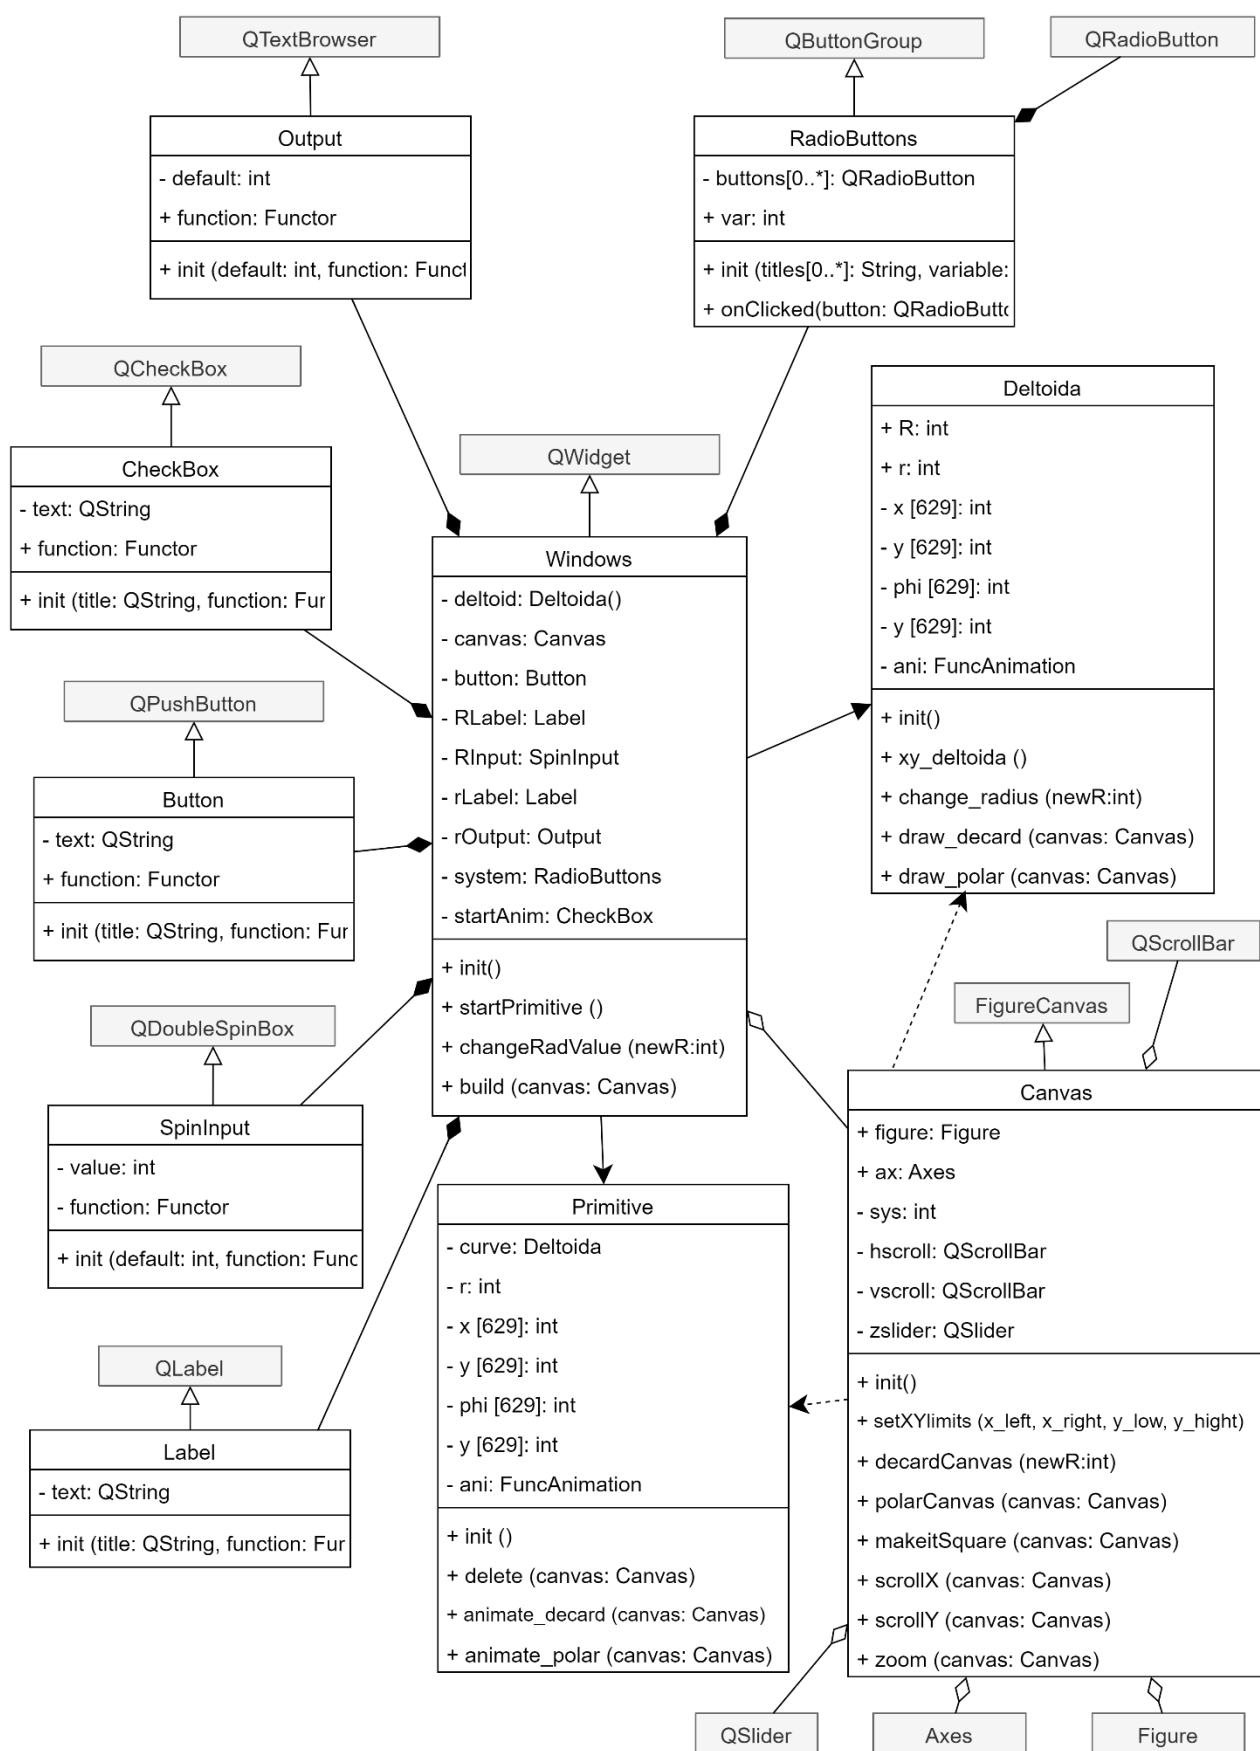 QTextBrowser
QButtonGroup
QRadioButton
Output
- default: int
+ function: Functor
+ init (default: int, function: Funct
RadioButtons
- buttons[0..*]: QRadioButton
+ var: int
+ init (titles[0..*]: String, variable:
+ onClicked(button: QRadioButto
QCheckBox
CheckBox
- text: QString
+ function: Functor
+ init (title: QString, function: Fur
QWidget
Windows
- deltoid: Deltoida()
- canvas: Canvas
- button: Button
- RLabel: Label
- RInput: SpinInput
- rLabel: Label
- rOutput: Output
- system: RadioButtons
- startAnim: CheckBox
+ init()
+ startPrimitive ()
+ changeRadValue (newR:int)
+ build (canvas: Canvas)
Deltoida
+ R: int
+ r: int
- x [629]: int
- y [629]: int
- phi [629]: int
- y [629]: int
- ani: FuncAnimation
+ init()
+ xy_deltoida ()
+ change_radius (newR:int)
+ draw_decard (canvas: Canvas)
+ draw_polar (canvas: Canvas)
QPushButton
Button
- text: QString
+ function: Functor
+ init (title: QString, function: Fur
QDoubleSpinBox
SpinInput
- value: int
- function: Functor
+ init (default: int, function: Func
QLabel
Label
- text: QString
+ init (title: QString, function: Fur
Primitive
- curve: Deltoida
- r: int
- x [629]: int
- y [629]: int
- phi [629]: int
- y [629]: int
- ani: FuncAnimation
+ init ()
+ delete (canvas: Canvas)
+ animate_decard (canvas: Canvas)
+ animate_polar (canvas: Canvas)
QScrollBar
FigureCanvas
Canvas
+ figure: Figure
+ ax: Axes
- sys: int
- hscroll: QScrollBar
- vscroll: QScrollBar
- zslider: QSlider
+ init()
+ setXYlimits (x_left, x_right, y_low, y_hight)
+ decardCanvas (newR:int)
+ polarCanvas (canvas: Canvas)
+ makeitSquare (canvas: Canvas)
+ scrollX (canvas: Canvas)
+ scrollY (canvas: Canvas)
+ zoom (canvas: Canvas)
QSlider
Axes
Figure